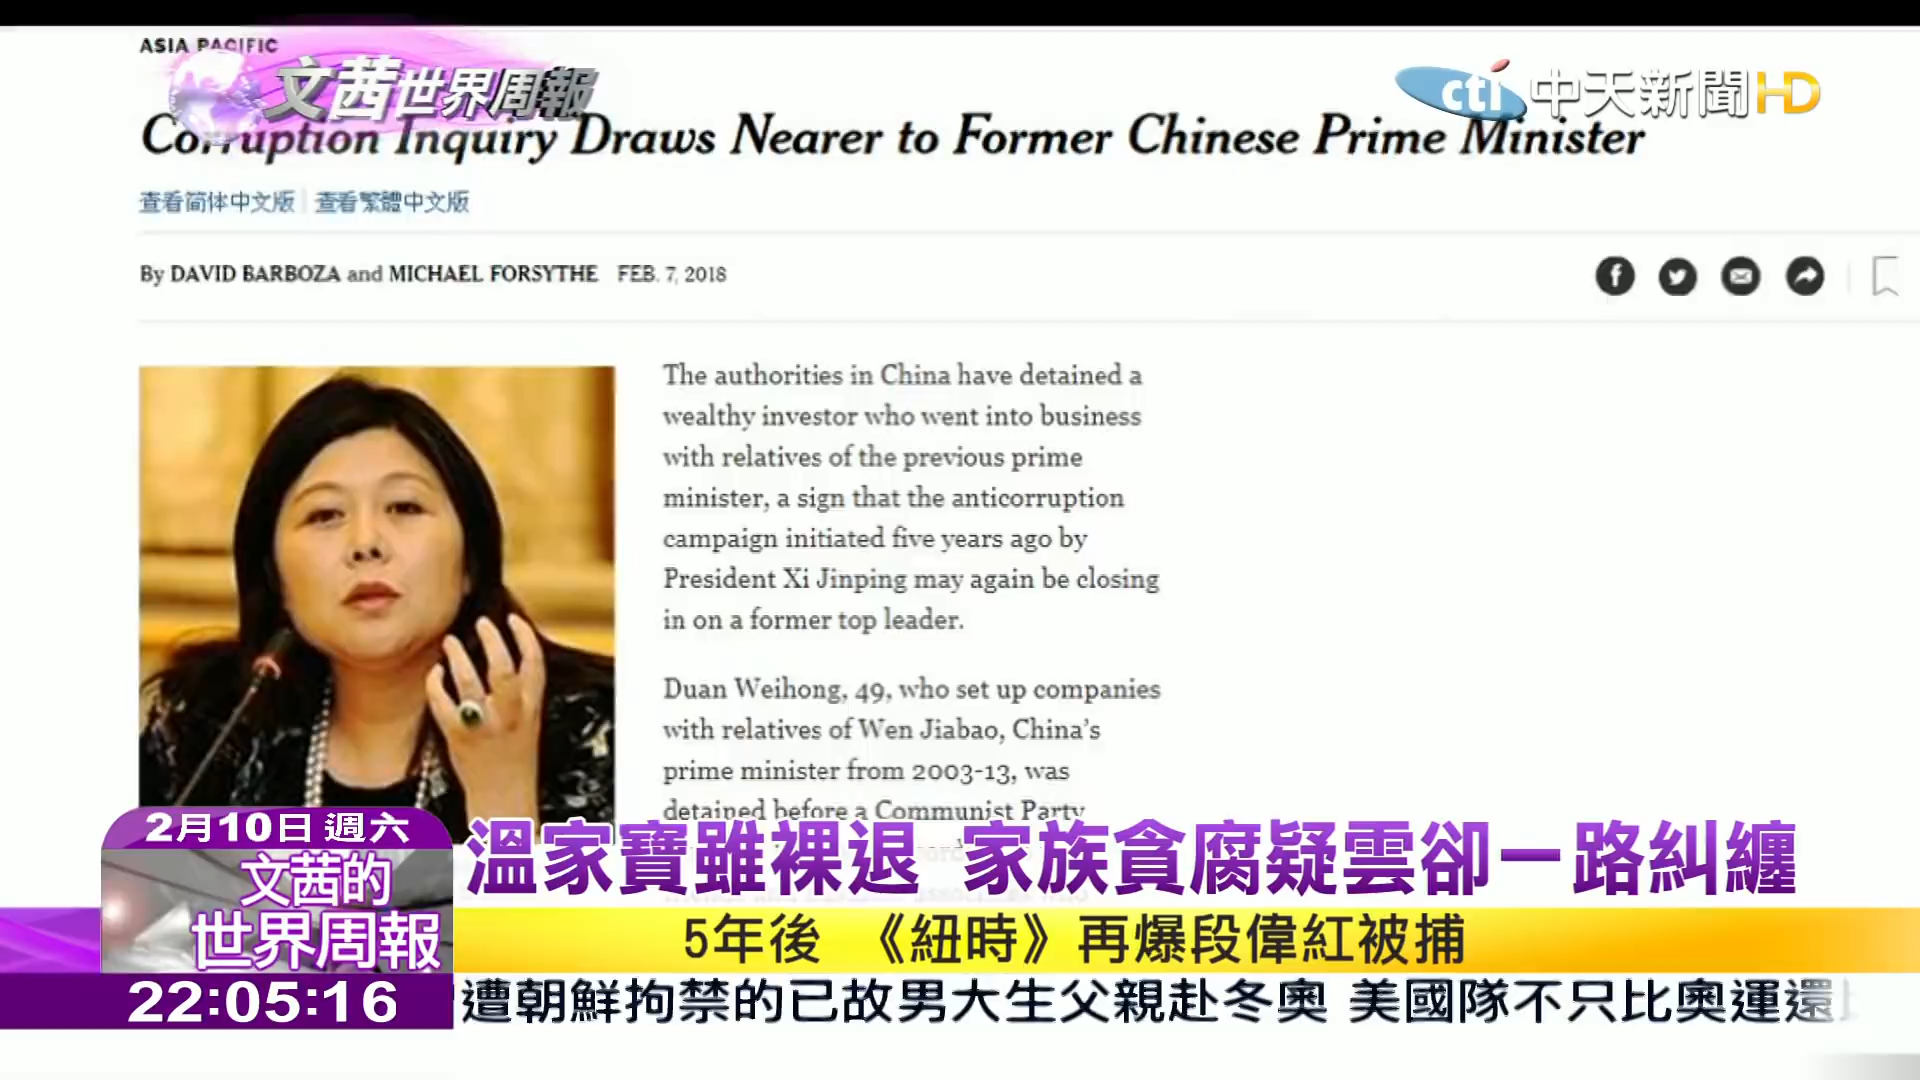 ASIA PACIFIC
文茜世界周報
cti 中天新聞HD
Corruption Inquiry Draws Nearer to Former Chinese Prime Minister
查看简体中文版 查看繁體中文版
By DAVID BARBOZA and MICHAEL FORSYTHE FEB. 7, 2018
The authorities in China have detained a
wealthy investor who went into business
with relatives of the previous prime
minister, a sign that the anticorruption
campaign initiated five years ago by
President Xi Jinping may again be closing
in on a former top leader.
Duan Weihong, 49, who set up companies
with relatives of Wen Jiabao, China's
prime minister from 2003-13, was
detained before a Communist Party
2月10日 週六
文茜的
世界周報
溫家寶雖裸退 家族貪腐疑雲卻一路糾纏
5年後 《紐時》再爆段偉紅被捕
22:05:16
遭朝鮮拘禁的已故男大生父親赴冬奧 美國隊不只比奧運還